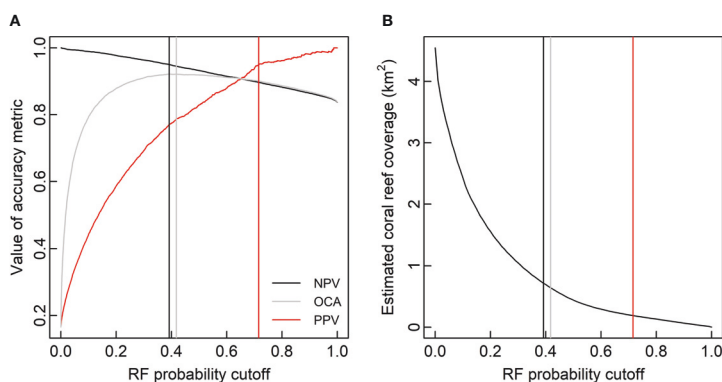 A
Value of accuracy metric
1.0
0.8
0.6
0.4
0.2
NPV
OCA
PPV
0.0 0.2 0.4 0.6 0.8 1.0
RF probability cutoff
B
Estimated coral reef coverage (km²)
4
3
2
1
0
0.0 0.2 0.4 0.6 0.8 1.0
RF probability cutoff